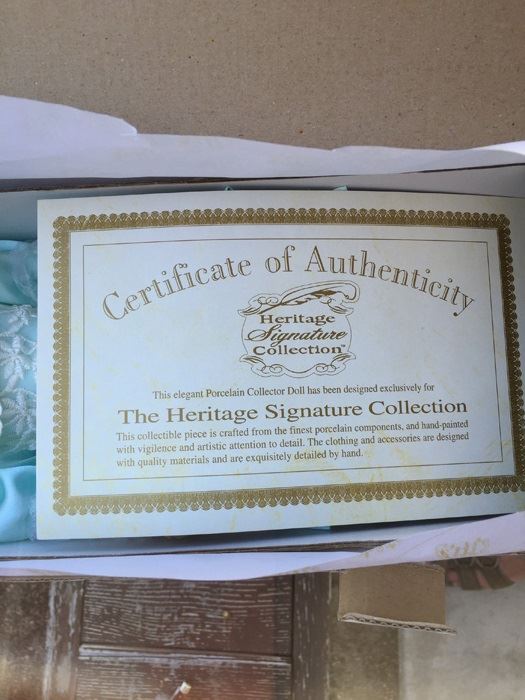 Certificate of Authenticity
Heritage
Signature
Collection™
This elegant Porcelain Collector Doll has been designed exclusively for
The Heritage Signature Collection
This collectible piece is crafted from the finest porcelain components, and hand-painted
with vigilence and artistic attention to detail. The clothing and accessories are designed
with quality materials and are exquisitely detailed by hand.